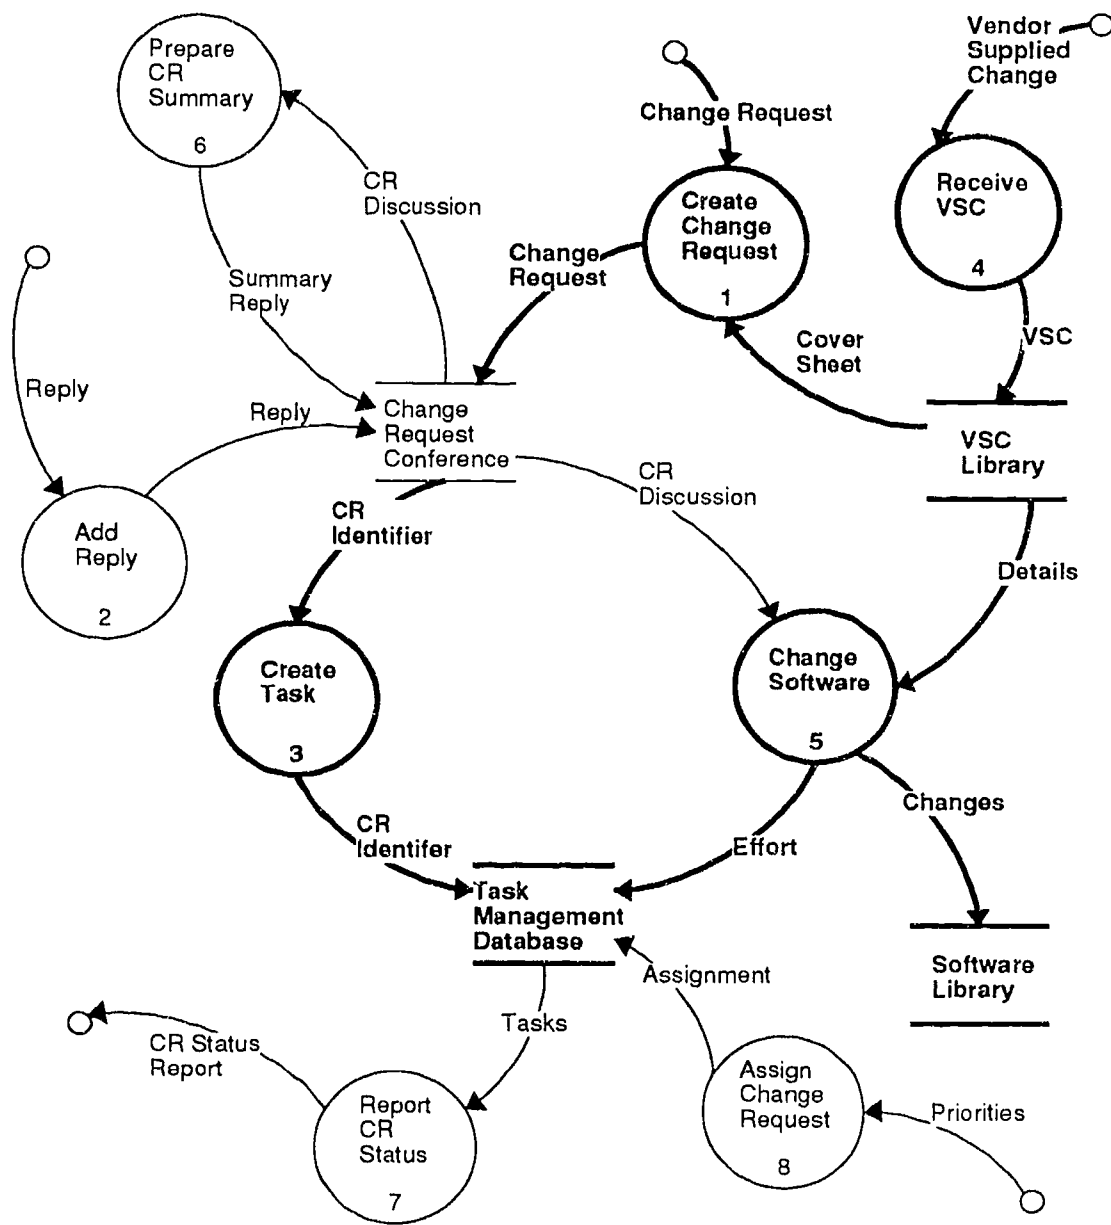 Prepare
CR
Summary
6
CR
Discussion
Summary
Reply
Vendor
Supplied
Change
Change Request
Create
Change
Request
1
Receive
VSC
4
Change
Request
Cover
Sheet
VSC
Reply
Reply
Change
Request
Conference
VSC
Library
Add
Reply
2
CR
Identifier
CR
Discussion
Details
Create
Task
3
Change
Software
5
CR
Identifer
Effort
Changes
Task
Management
Database
Software
Library
Assignment
Tasks
CR Status
Report
Report
CR
Status
7
Assign
Change
Request
8
Priorities